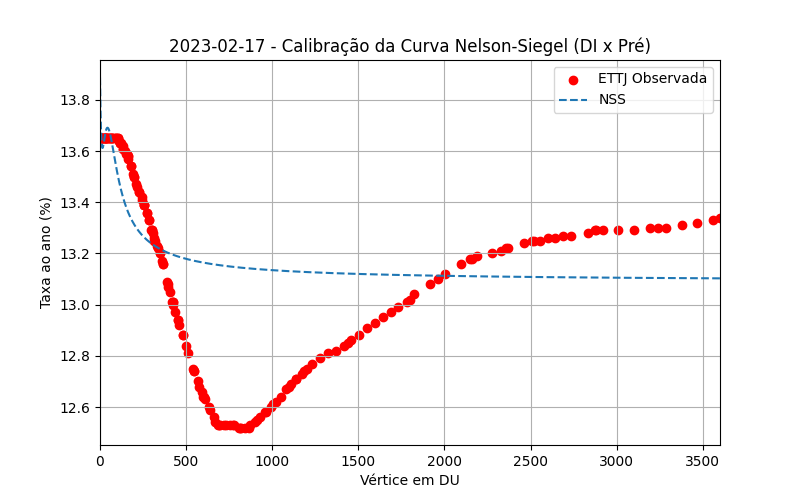 2023-02-17 - Calibração da Curva Nelson-Siegel (DI x Pré)
ETTJ Observada
NSS
Taxa ao ano (%)
13.8
13.6
13.4
13.2
13.0
12.8
12.6
0 500 1000 1500 2000 2500 3000 3500
Vértice em DU